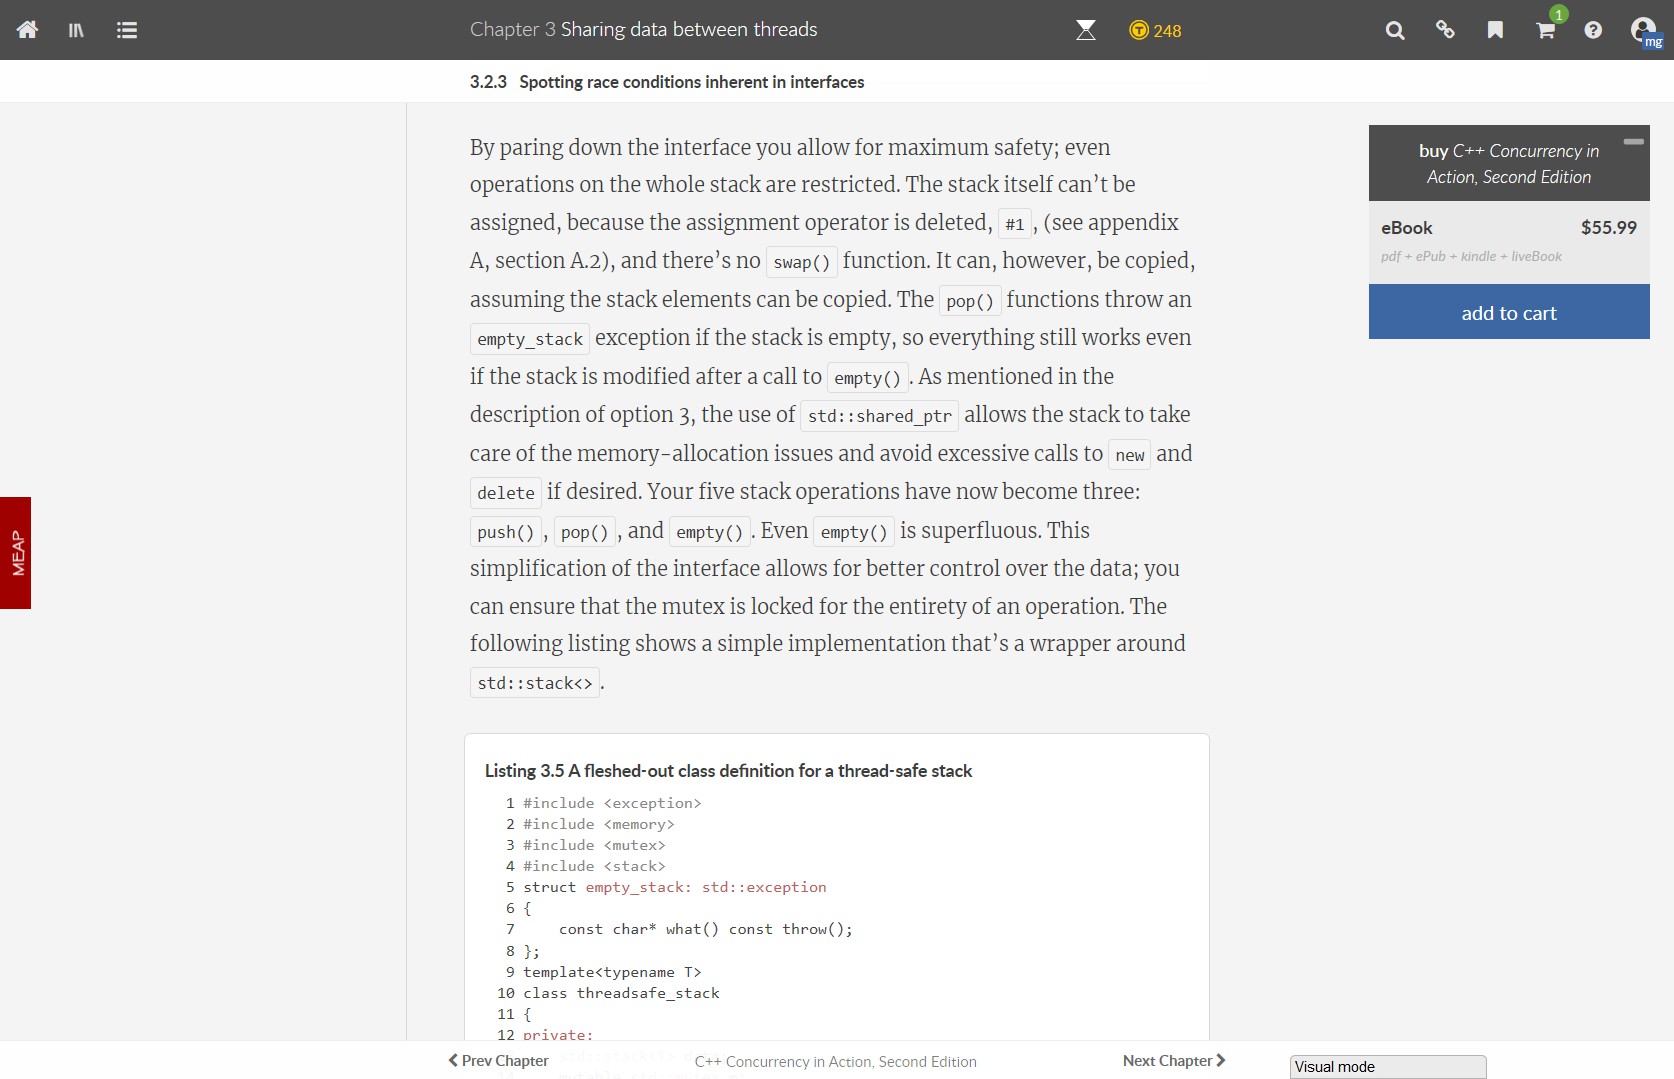 Chapter 3 Sharing data between threads
248
1
mg
3.2.3 Spotting race conditions inherent in interfaces
By paring down the interface you allow for maximum safety; even
operations on the whole stack are restricted. The stack itself can’t be
assigned, because the assignment operator is deleted, #1 , (see appendix
A, section A.2), and there’s no swap() function. It can, however, be copied,
assuming the stack elements can be copied. The pop() functions throw an
empty_stack exception if the stack is empty, so everything still works even
if the stack is modified after a call to empty() . As mentioned in the
description of option 3, the use of std::shared_ptr allows the stack to take
care of the memory-allocation issues and avoid excessive calls to new and
delete if desired. Your five stack operations have now become three:
push() , pop() , and empty() . Even empty() is superfluous. This
simplification of the interface allows for better control over the data; you
can ensure that the mutex is locked for the entirety of an operation. The
following listing shows a simple implementation that’s a wrapper around
std::stack<> .
Listing 3.5 A fleshed-out class definition for a thread-safe stack
1 #include <exception>
2 #include <memory>
3 #include <mutex>
4 #include <stack>
5 struct empty_stack: std::exception
6 {
7 const char* what() const throw();
8 };
9 template<typename T>
10 class threadsafe_stack
11 {
12 private:
buy C++ Concurrency in
Action, Second Edition
eBook $55.99
pdf + ePub + kindle + liveBook
add to cart
MEAP
Prev Chapter
C++ Concurrency in Action, Second Edition
Next Chapter
Visual mode